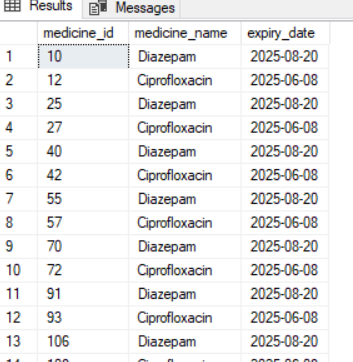 Results Messages
medicine_id medicine_name expiry_date
1 10 Diazepam 2025-08-20
2 12 Ciprofloxacin 2025-06-08
3 25 Diazepam 2025-08-20
4 27 Ciprofloxacin 2025-06-08
5 40 Diazepam 2025-08-20
6 42 Ciprofloxacin 2025-06-08
7 55 Diazepam 2025-08-20
8 57 Ciprofloxacin 2025-06-08
9 70 Diazepam 2025-08-20
10 72 Ciprofloxacin 2025-06-08
11 91 Diazepam 2025-08-20
12 93 Ciprofloxacin 2025-06-08
13 106 Diazepam 2025-08-20